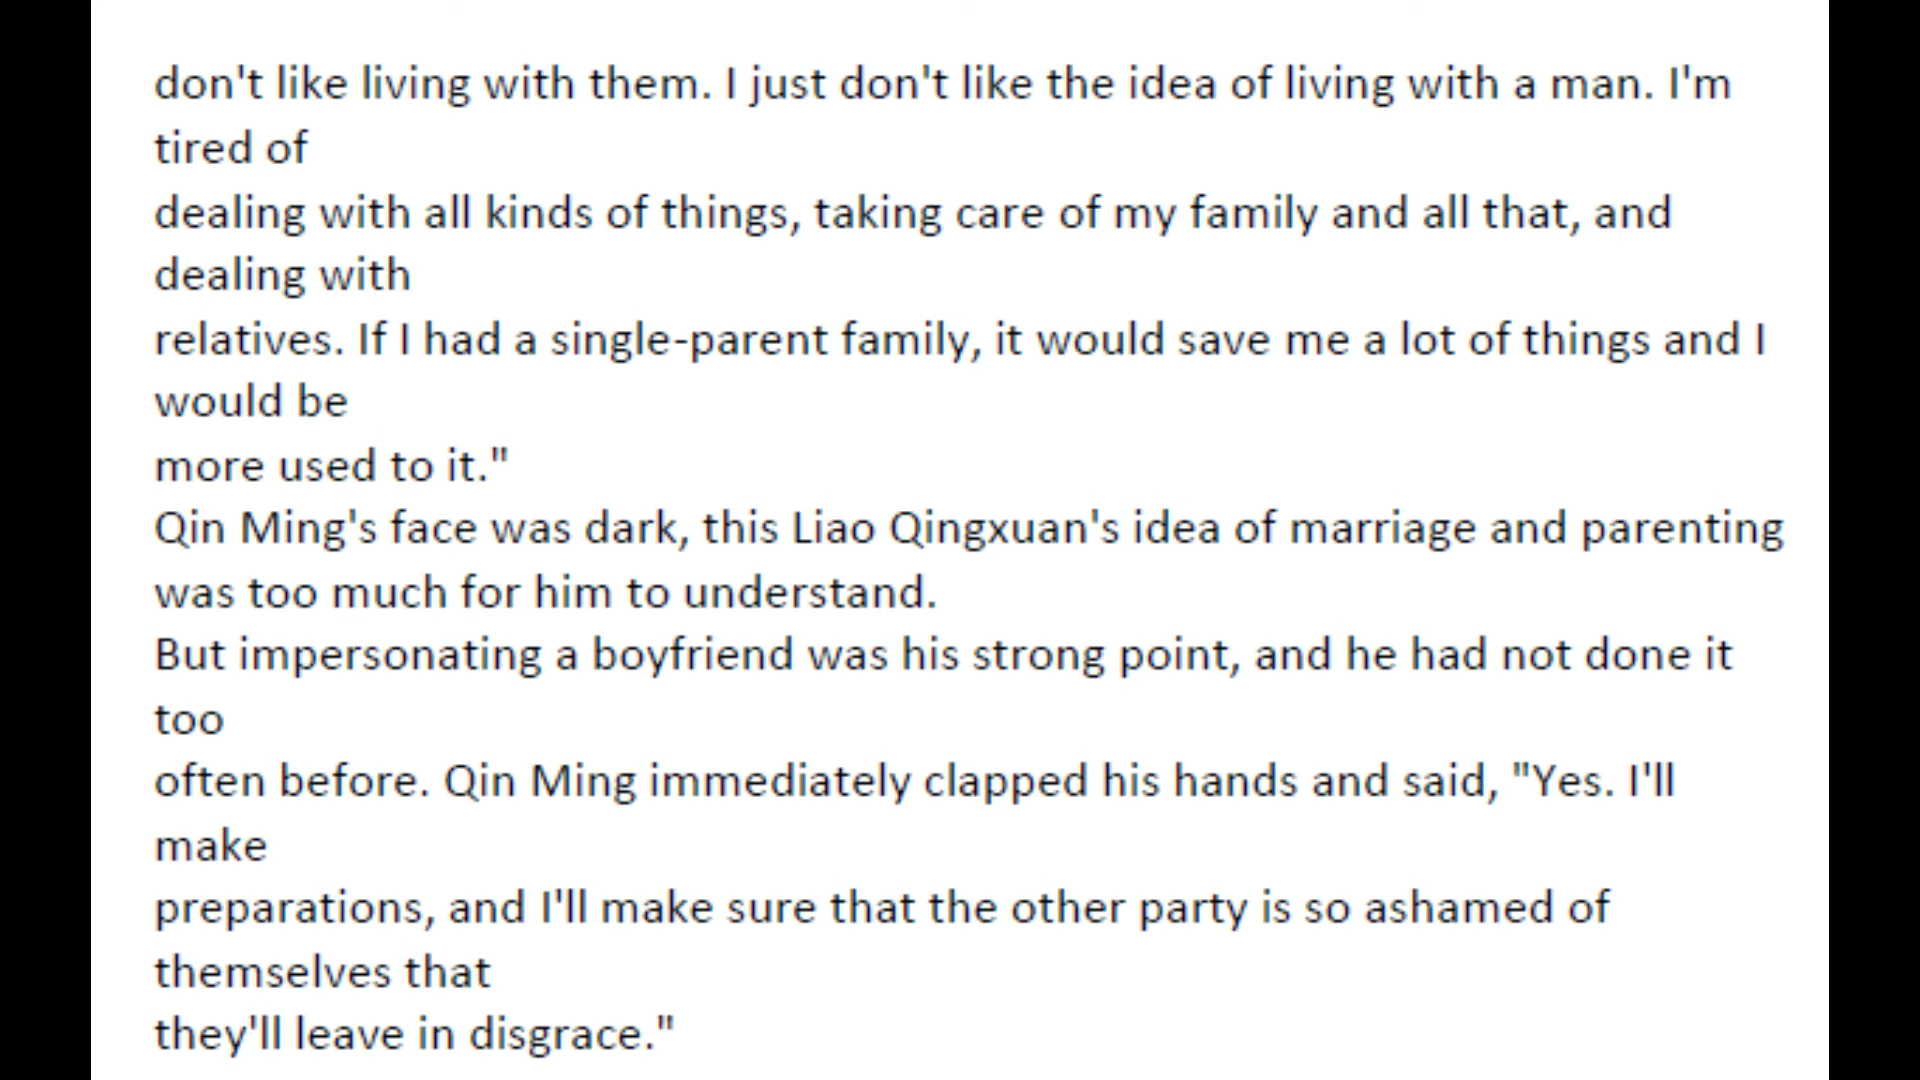 don't like living with them. I just don't like the idea of living with a man. I'm
tired of
dealing with all kinds of things, taking care of my family and all that, and
dealing with
relatives. If I had a single-parent family, it would save me a lot of things and I
would be
more used to it."
Qin Ming's face was dark, this Liao Qingxuan's idea of marriage and parenting
was too much for him to understand.
But impersonating a boyfriend was his strong point, and he had not done it
too
often before. Qin Ming immediately clapped his hands and said, "Yes. I'll
make
preparations, and I'll make sure that the other party is so ashamed of
themselves that
they'll leave in disgrace."